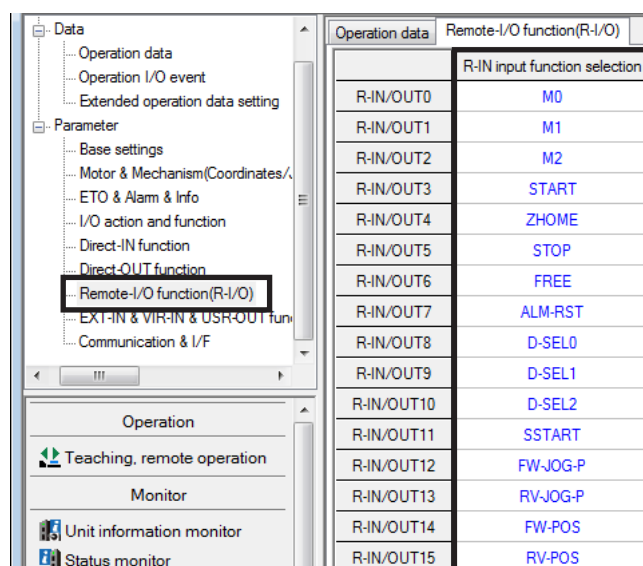 Data
Operation data
Operation I/O event
Extended operation data setting
Parameter
Base settings
Motor & Mechanism(Coordinates/
ETO & Alarm & Info
I/O action and function
Direct-IN function
Direct-OUT function
Remote-I/O function(R-I/O)
EXT-IN & VIR-IN & USR-OUT fun
Communication & I/F
Operation
Teaching, remote operation
Monitor
Unit information monitor
Status monitor
Operation data Remote-I/O function(R-I/O)
R-IN input function selection
R-IN/OUT0 M0
R-IN/OUT1 M1
R-IN/OUT2 M2
R-IN/OUT3 START
R-IN/OUT4 ZHOME
R-IN/OUT5 STOP
R-IN/OUT6 FREE
R-IN/OUT7 ALM-RST
R-IN/OUT8 D-SEL0
R-IN/OUT9 D-SEL1
R-IN/OUT10 D-SEL2
R-IN/OUT11 SSTART
R-IN/OUT12 FW-JOG-P
R-IN/OUT13 RV-JOG-P
R-IN/OUT14 FW-POS
R-IN/OUT15 RV-POS